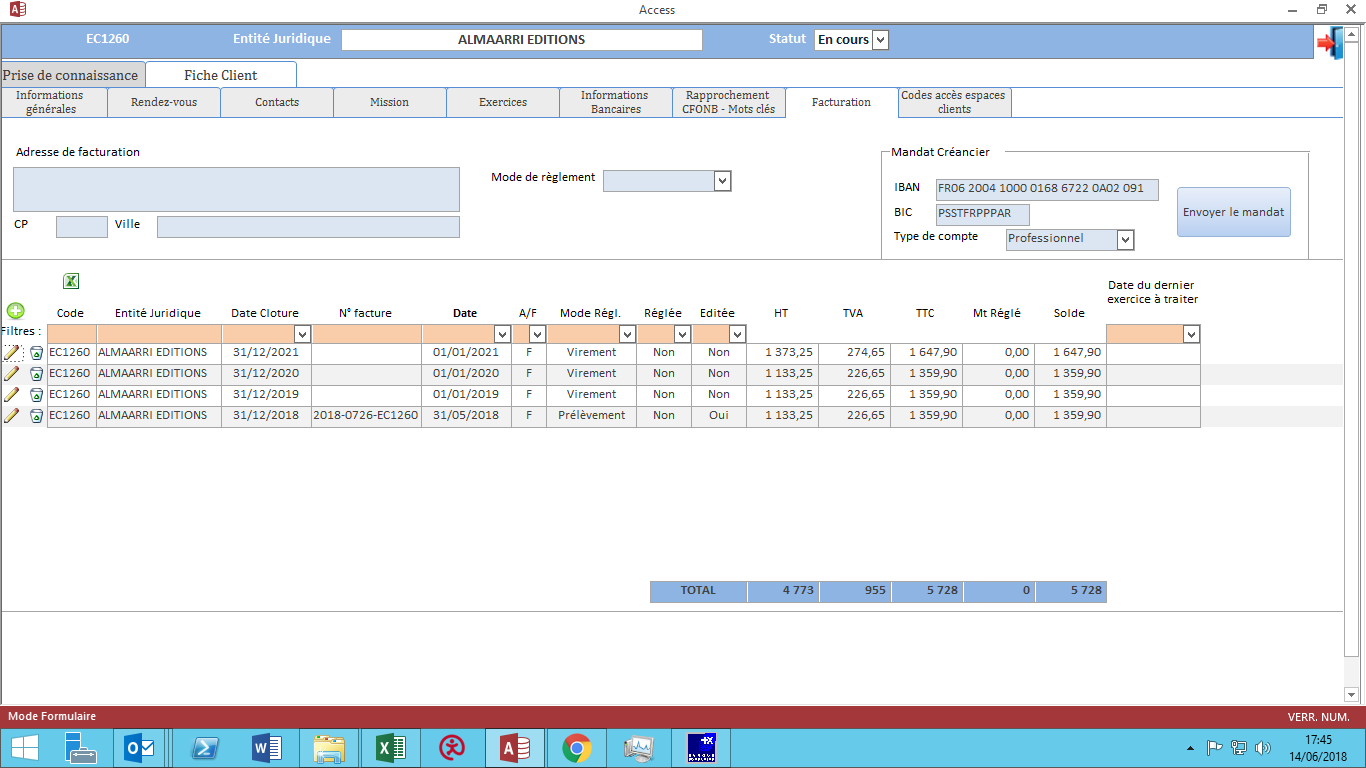 Access
EC1260 Entité Juridique ALMAARRI EDITIONS Statut En cours
Prise de connaissance Fiche Client
Informations générales Rendez-vous Contacts Mission Exercices Informations Bancaires Rapprochement CFONB - Mots clés Facturation Codes accès espaces clients
Adresse de facturation
Mode de règlement
CP Ville
Mandat Créancier
IBAN FR06 2004 1000 0168 6722 0A02 091
BIC PSSTFRPPPAR
Type de compte Professionnel
Envoyer le mandat
Date du dernier exercice à traiter
Code Entité Juridique Date Cloture N° facture Date A/F Mode Régl. Réglée Editée HT TVA TTC Mt Réglé Solde
Filtres :
EC1260 ALMAARRI EDITIONS 31/12/2021 01/01/2021 F Virement Non Non 1 373,25 274,65 1 647,90 0,00 1 647,90
EC1260 ALMAARRI EDITIONS 31/12/2020 01/01/2020 F Virement Non Non 1 133,25 226,65 1 359,90 0,00 1 359,90
EC1260 ALMAARRI EDITIONS 31/12/2019 01/01/2019 F Virement Non Non 1 133,25 226,65 1 359,90 0,00 1 359,90
EC1260 ALMAARRI EDITIONS 31/12/2018 2018-0726-EC1260 31/05/2018 F Prélèvement Non Oui 1 133,25 226,65 1 359,90 0,00 1 359,90
TOTAL 4 773 955 5 728 0 5 728
Mode Formulaire VERR. NUM.
17:45
14/06/2018